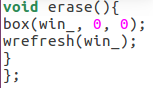 void erase(){
box(win_, 0, 0);
wrefresh(win_);
}
};